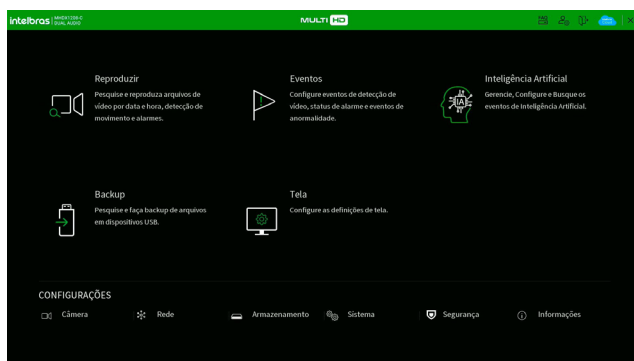 intelbras
DUAL AUDIO
MULTI HD
Reproduzir
Pesquise e reproduza arquivos de
vídeo por data e hora, detecção de
movimento e alarmes.
Eventos
Configure eventos de detecção de
vídeo, status de alarme e eventos de
anormalidade.
IA
Inteligência Artificial
Gerencie, Configure e Busque os
eventos de Inteligência Artificial.
Backup
Pesquise e faça backup de arquivos
em dispositivos USB.
Tela
Configure as definições de tela.
CONFIGURAÇÕES
Câmera
Rede
Armazenamento
Sistema
Segurança
Informações